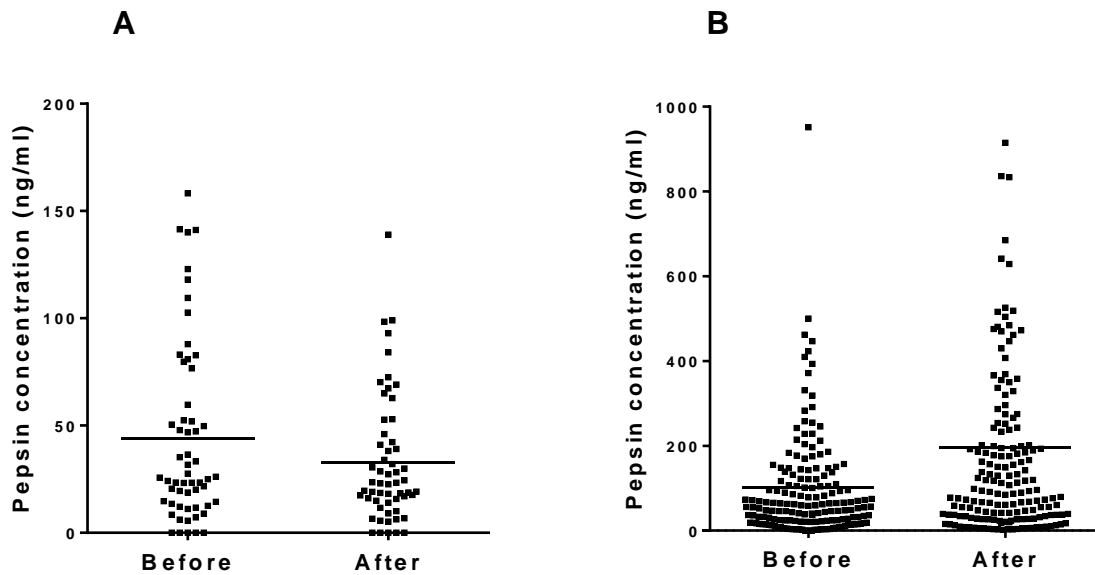 A
Pepsin concentration (ng/ml)
200
150
100
50
0
Before After
B
Pepsin concentration (ng/ml)
1000
800
600
400
200
0
Before After